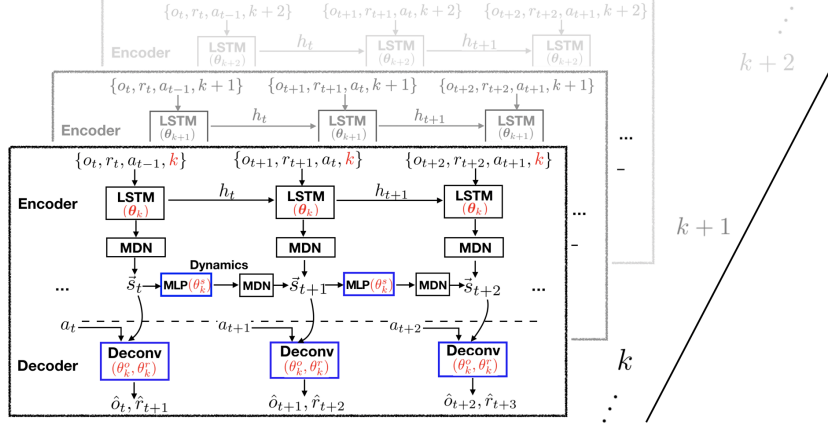 {o_t, r_t, a_{t-1}, k+2} {o_{t+1}, r_{t+1}, a_t, k+2} {o_{t+2}, r_{t+2}, a_{t+1}, k+2}
Encoder LSTM h_t LSTM h_{t+1} LSTM
(θ_{k+2}) (θ_{k+2}) (θ_{k+2})
k+2
{o_t, r_t, a_{t-1}, k+1} {o_{t+1}, r_{t+1}, a_t, k+1} {o_{t+2}, r_{t+2}, a_{t+1}, k+1}
Encoder LSTM h_t LSTM h_{t+1} LSTM
(θ_{k+1}) (θ_{k+1}) (θ_{k+1})
...
k+1
{o_t, r_t, a_{t-1}, k} {o_{t+1}, r_{t+1}, a_t, k} {o_{t+2}, r_{t+2}, a_{t+1}, k}
Encoder LSTM h_t LSTM h_{t+1} LSTM ...
(θ_k) (θ_k) (θ_k)
MDN MDN MDN
Dynamics
... s⃗_t MLP(θ_k^s) MDN s⃗_{t+1} MLP(θ_k^s) MDN s⃗_{t+2} ...
a_t a_{t+1} a_{t+2}
Decoder Deconv Deconv Deconv
(θ_k^o, θ_k^r) (θ_k^o, θ_k^r) (θ_k^o, θ_k^r)
k
ô_t, r̂_{t+1} ô_{t+1}, r̂_{t+2} ô_{t+2}, r̂_{t+3}